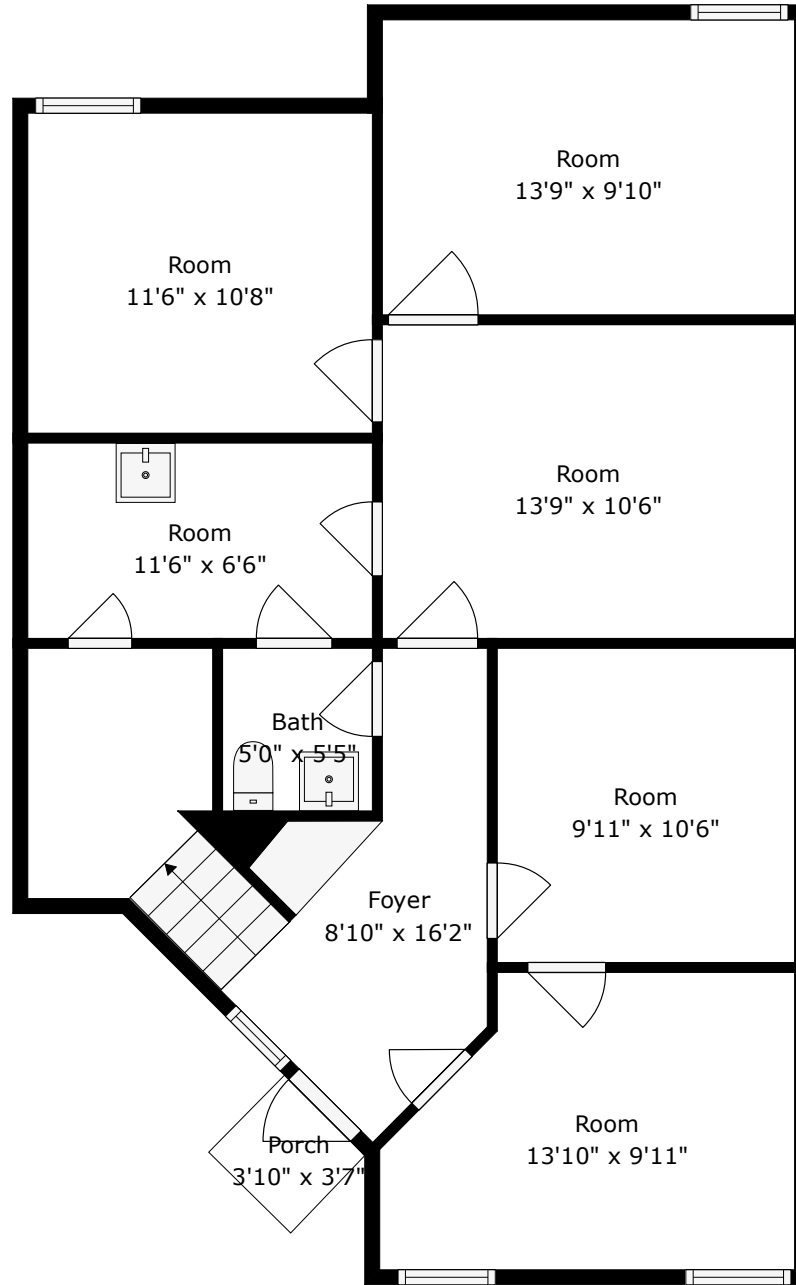 Room
13'9" x 9'10"
Room
11'6" x 10'8"
Room
13'9" x 10'6"
Room
11'6" x 6'6"
Bath
5'0" x 5'5"
Room
9'11" x 10'6"
Foyer
8'10" x 16'2"
Room
13'10" x 9'11"
Porch
3'10" x 3'7"